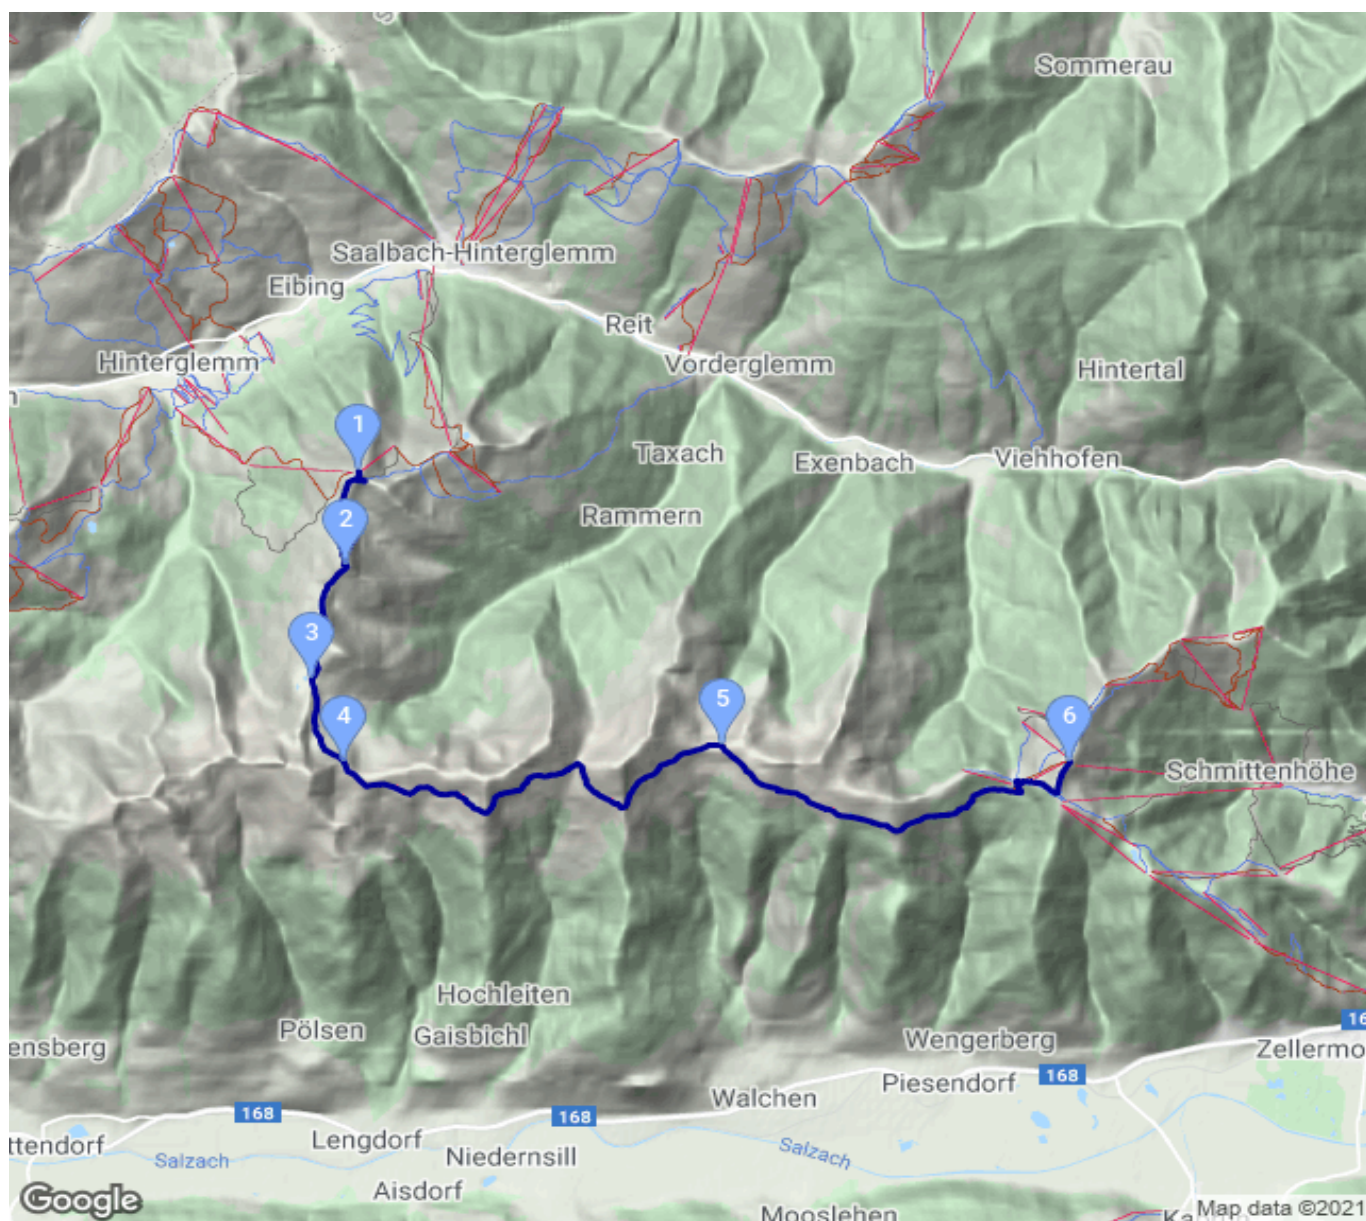 Sommerau
Saalbach-Hinterglemm
Eibing
Reit
Hinterglemm
Vorderglemm
Hintertal
1
Taxach
Exenbach
Viehhofen
2
Rammern
3
4
5
6
Schmittenhöhe
Hochleiten
Pölsen
Gaisbichl
ensberg
Wengerberg
Zellermo
168
Piesendorf
168
Walchen
168
ttendorf
Lengdorf
Salzach
Niedernsill
Salzach
Aisdorf
Google
Mooslehen
Map data ©2021